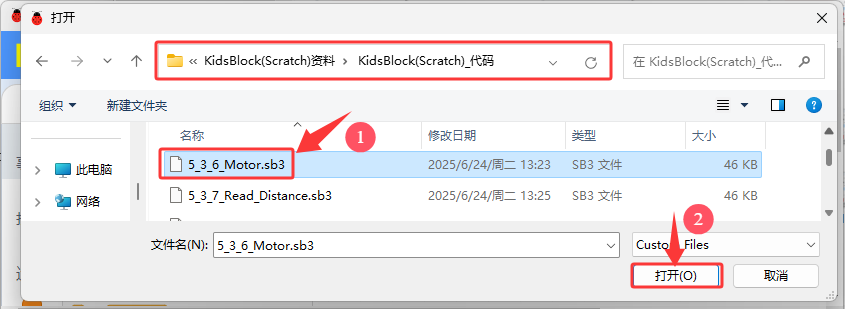 打开
« KidsBlock(Scratch)资料 › KidsBlock(Scratch)_代码
在 KidsBlock(Scratch)_代...
组织
新建文件夹
?
名称 修改日期 类型 大小
1
此电脑
5_3_6_Motor.sb3 2025/6/24/周二 13:23 SB3 文件 46 KB
网络
5_3_7_Read_Distance.sb3 2025/6/24/周二 13:25 SB3 文件 46 KB
2
文件名(N): 5_3_6_Motor.sb3
Files
打开(O) 取消